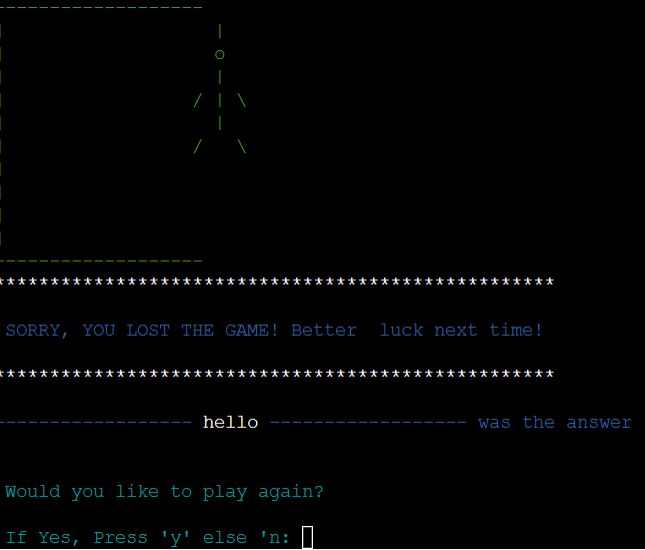 SORRY, YOU LOST THE GAME! Better  luck next time!
------------------ hello ------------------ was the answer
Would you like to play again?
If Yes, Press 'y' else 'n: